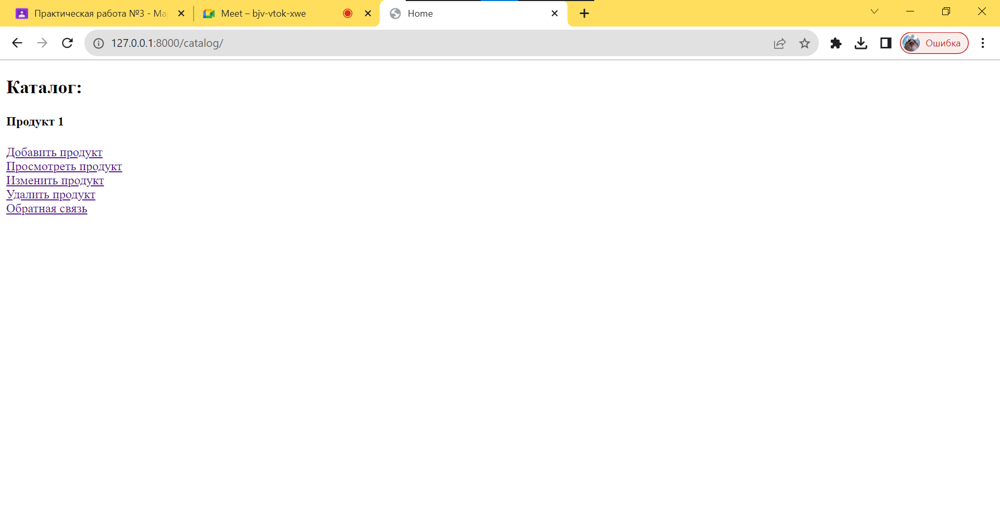 Практическая работа №3 - Ма
Meet – bjv-vtok-xwe
Home
127.0.0.1:8000/catalog/
Ошибка
Каталог:
Продукт 1
Добавить продукт
Просмотреть продукт
Изменить продукт
Удалить продукт
Обратная связь